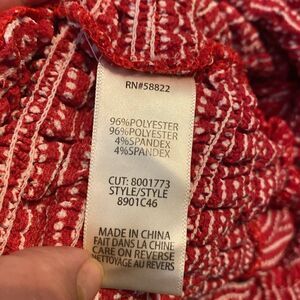 RN#58822
96%POLYESTER
96%POLYESTER
4%SPANDEX
4%SPANDEX
CUT: 8001773
STYLE/STYLE
8901C46
MADE IN CHINA
FAIT DANS LA CHINE
CARE ON REVERSE
NETTOYAGE AU REVERS